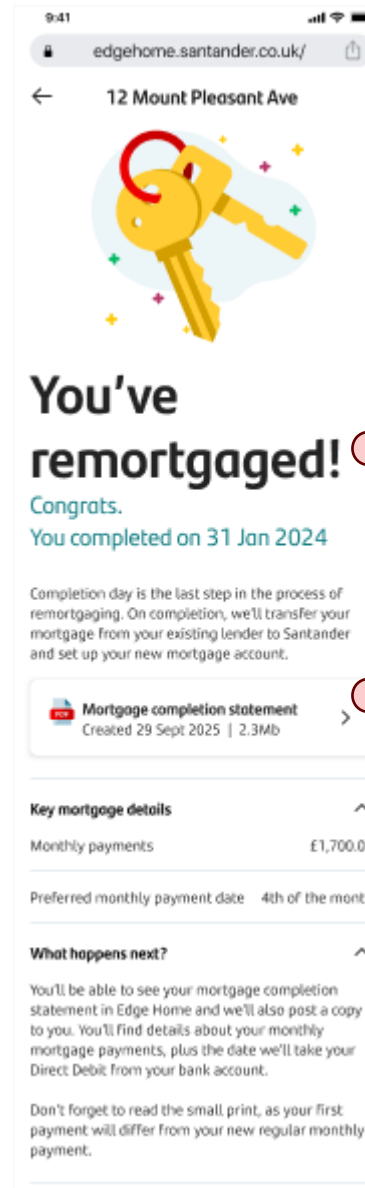 9:41
edgehome.santander.co.uk/
12 Mount Pleasant Ave
You've
remortgaged!
Congrats.
You completed on 31 Jan 2024
Completion day is the last step in the process of
remortgaging. On completion, we'll transfer your
mortgage from your existing lender to Santander
and set up your new mortgage account.
PDF
Mortgage completion statement
Created 29 Sept 2025 | 2.3Mb
Key mortgage details
Monthly payments £1,700.0
Preferred monthly payment date 4th of the mont
What happens next?
You'll be able to see your mortgage completion
statement in Edge Home and we'll also post a copy
to you. You'll find details about your monthly
mortgage payments, plus the date we'll take your
Direct Debit from your bank account.
Don't forget to read the small print, as your first
payment will differ from your new regular monthly
payment.